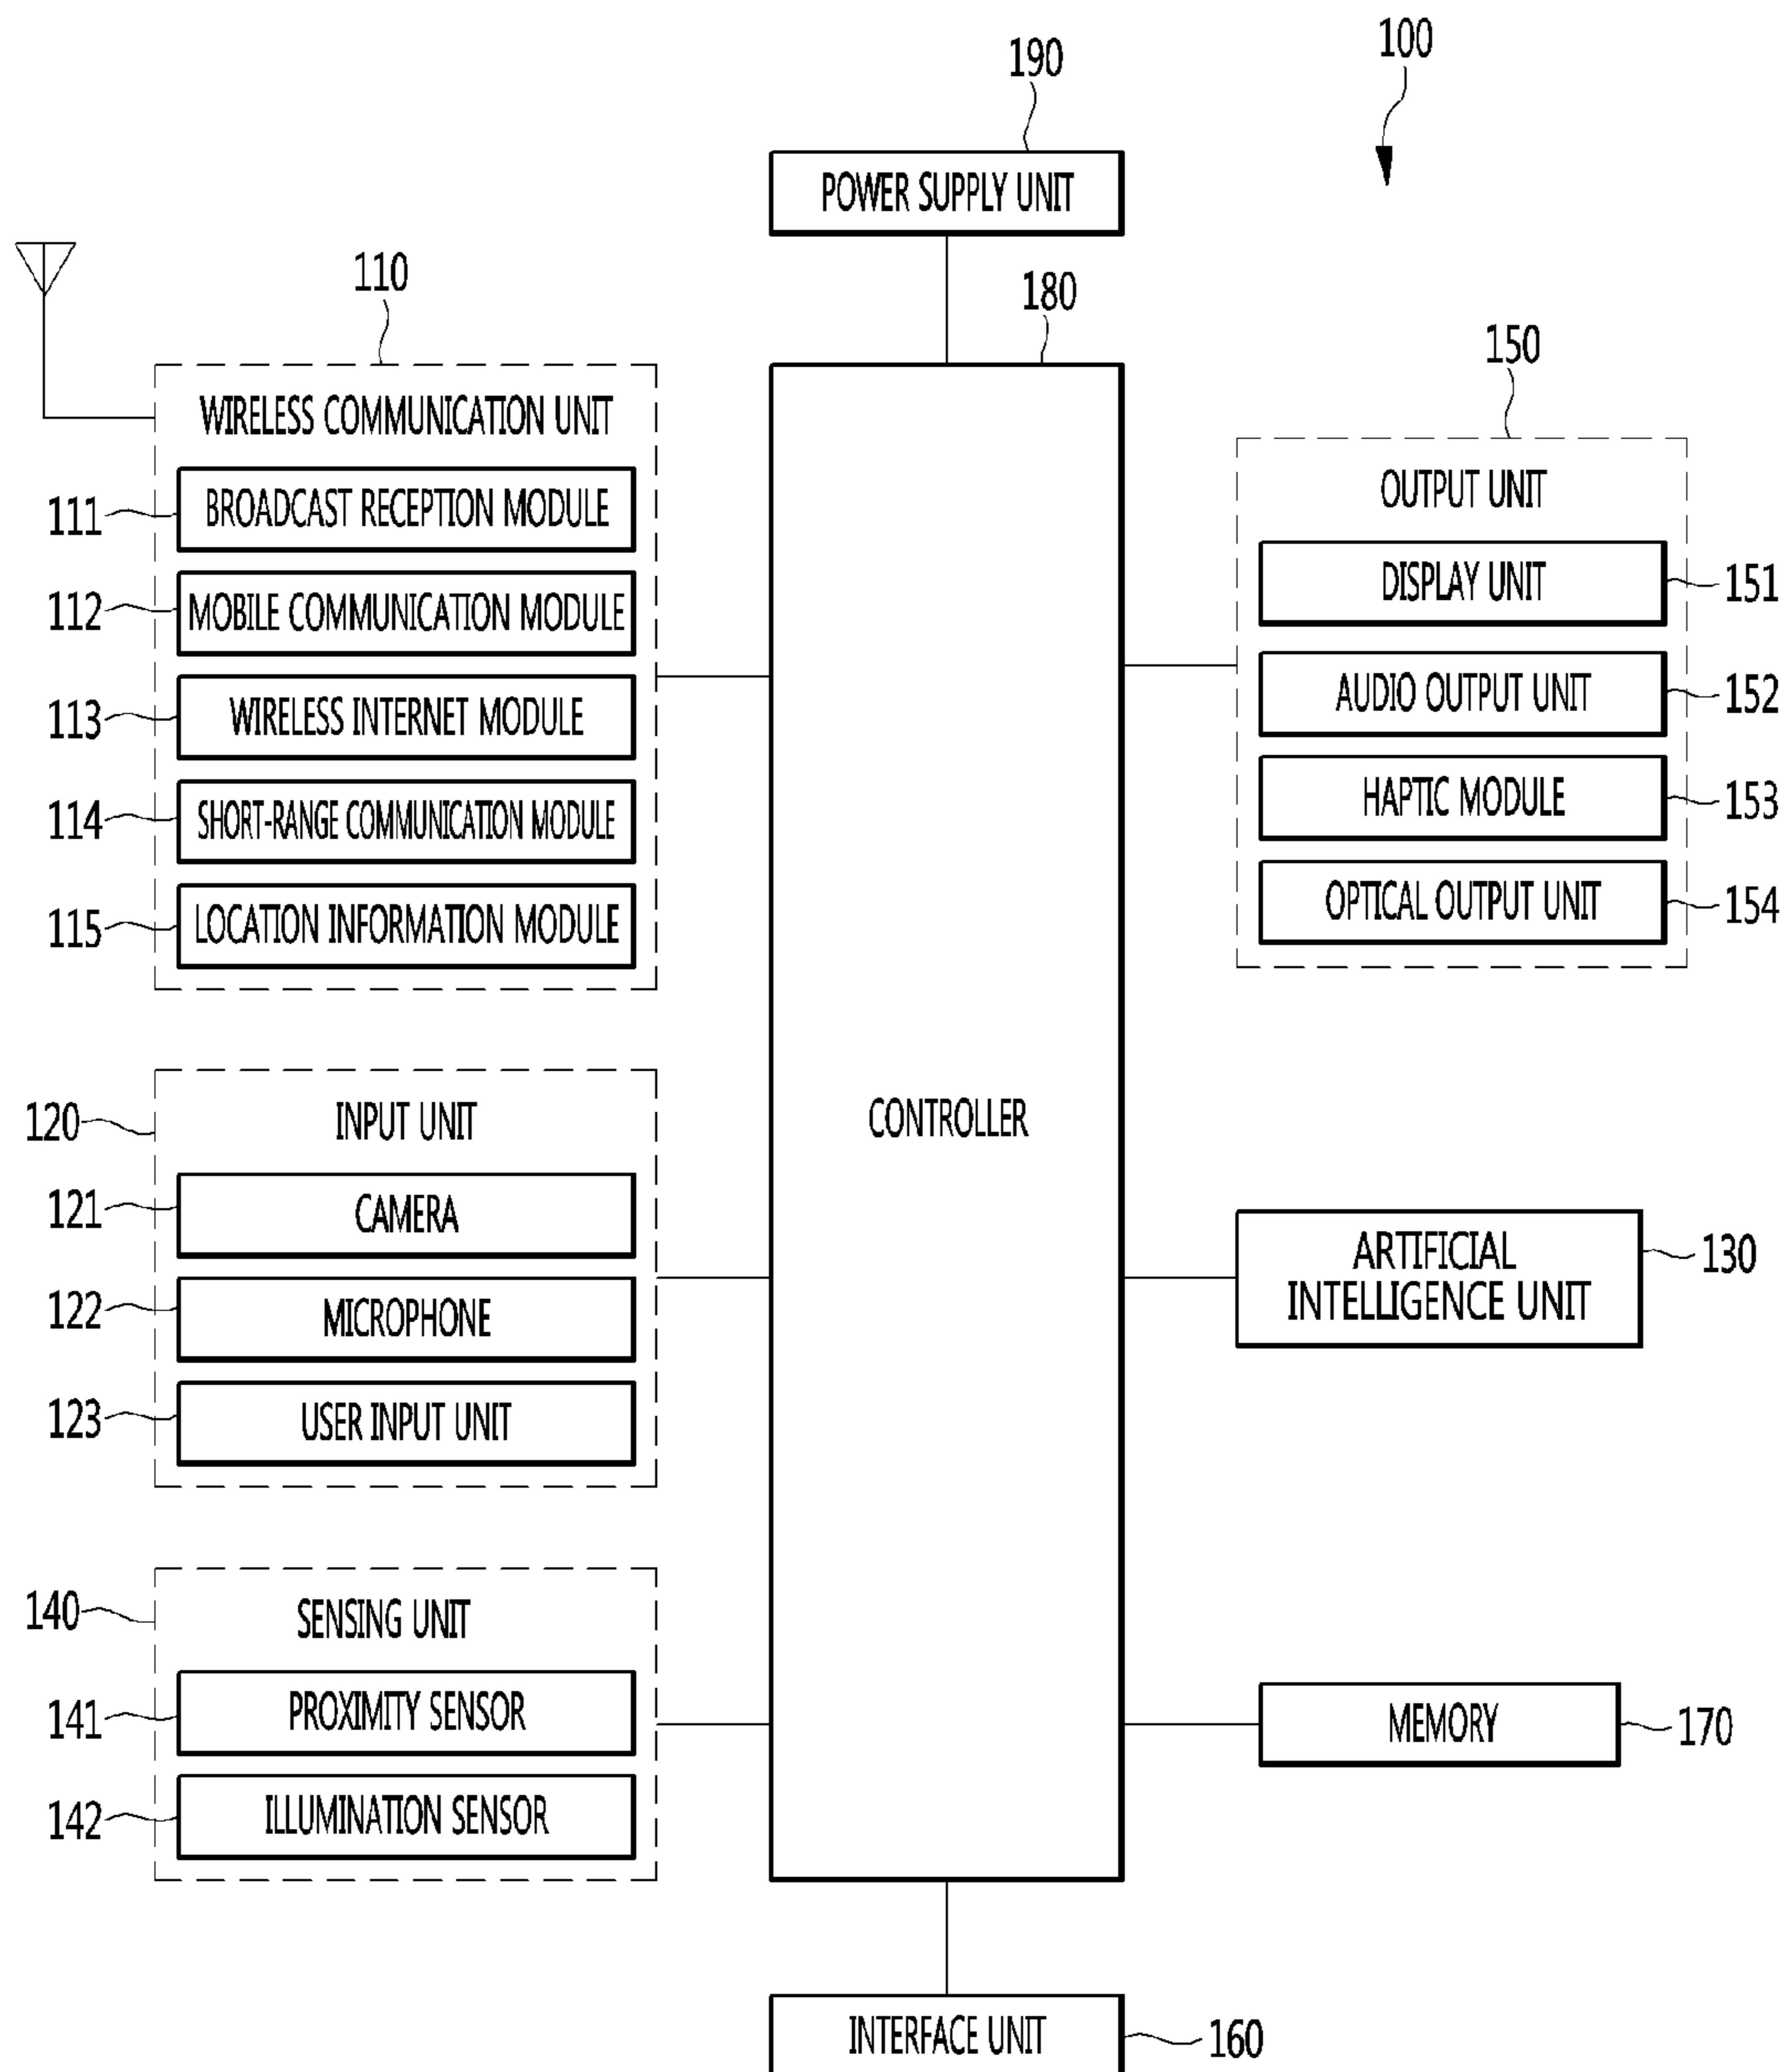 100
190
POWER SUPPLY UNIT
110
180
150
WIRELESS COMMUNICATION UNIT
111
BROADCAST RECEPTION MODULE
112
MOBILE COMMUNICATION MODULE
113
WIRELESS INTERNET MODULE
114
SHORT-RANGE COMMUNICATION MODULE
115
LOCATION INFORMATION MODULE
OUTPUT UNIT
DISPLAY UNIT
151
AUDIO OUTPUT UNIT
152
HAPTIC MODULE
153
OPTICAL OUTPUT UNIT
154
120
INPUT UNIT
121
CAMERA
122
MICROPHONE
123
USER INPUT UNIT
CONTROLLER
ARTIFICIAL
INTELLIGENCE UNIT
130
140
SENSING UNIT
141
PROXIMITY SENSOR
142
ILLUMINATION SENSOR
MEMORY
170
INTERFACE UNIT
160